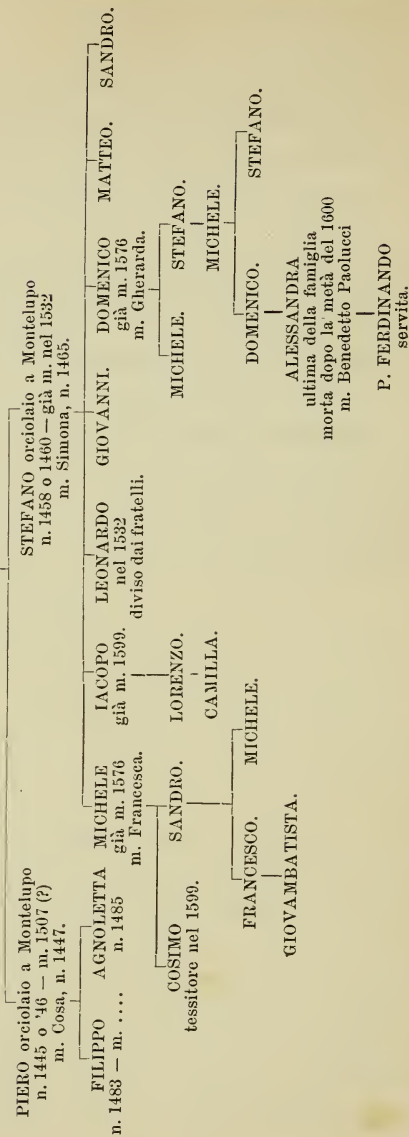 PIERO orciolaio a Montelupo
n. 1445 o '46 — m. 1507 (?)
m. Cosa, n. 1447.
STEFANO orciolaio a Montelupo
n. 1458 o 1460 — già m. nel 1532
m. Simona, n. 1465.
FILIPPO
n. 1483 — m. ....
AGNOLETTA
n. 1485
MICHELE
già m. 1576
m. Francesca.
IACOPO
già m. 1599.
LEONARDO
nel 1532
diviso dai fratelli.
GIOVANNI.
DOMENICO
già m. 1576
m. Gherarda.
MATTEO.
SANDRO.
COSIMO
tessitore nel 1599.
SANDRO.
LORENZO.
MICHELE.
STEFANO.
CAMILLA.
MICHELE.
FRANCESCO.
MICHELE.
DOMENICO.
STEFANO.
GIOVAMBATISTA.
ALESSANDRA
ultima della famiglia
morta dopo la metà del 1600
m. Benedetto Paolucci
P. FERDINANDO
servita.